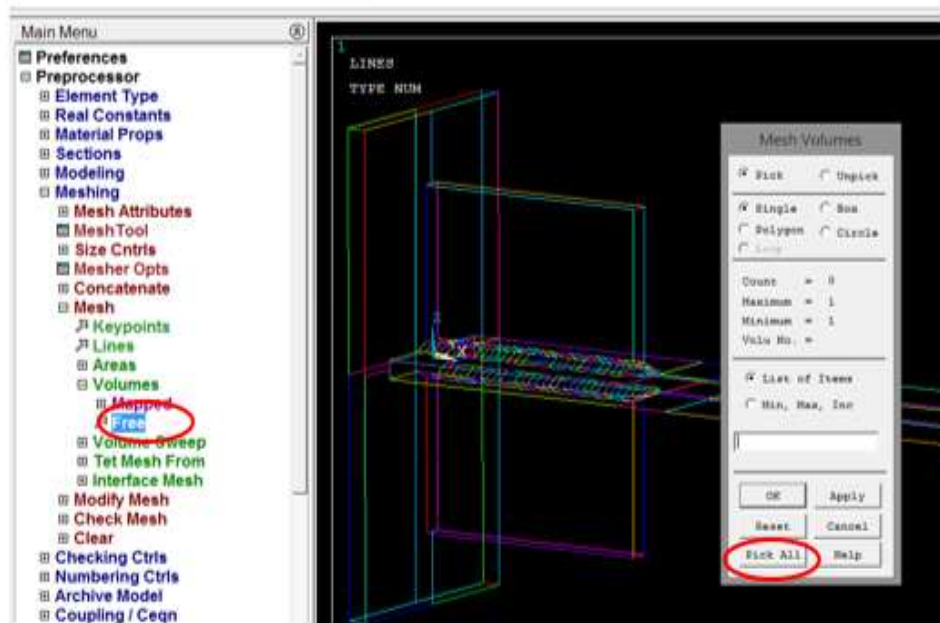 Main Menu
Preferences
Preprocessor
Element Type
Real Constants
Material Props
Sections
Modeling
Meshing
Mesh Attributes
MeshTool
Size Cntrls
Mesher Opts
Concatenate
Mesh
Keypoints
Lines
Areas
Volumes
Mapped
Free
Volume Sweep
Tet Mesh From
Interface Mesh
Modify Mesh
Check Mesh
Clear
Checking Ctrls
Numbering Ctrls
Archive Model
Coupling / Ceqn
1
LINES
TYPE NUM
Z
X
Mesh Volumes
Pick Unpick
Single Box
Polygon Circle
Loop
Count = 0
Maximum = 1
Minimum = 1
Volu No. =
List of Items
Min, Max, Inc
OK Apply
Reset Cancel
Pick All Help